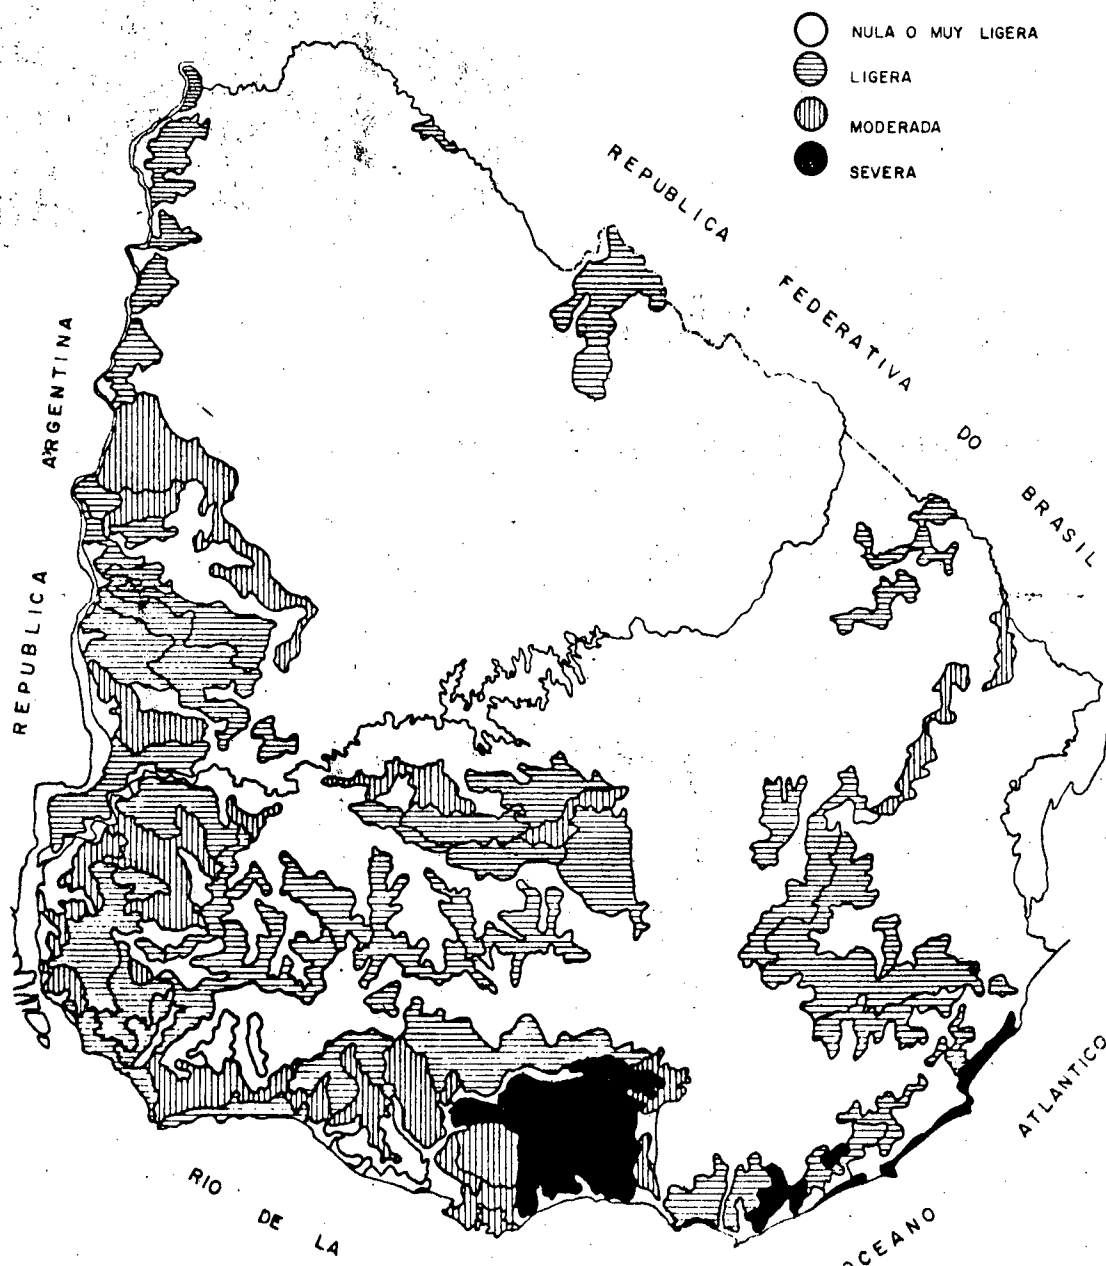 NULA O MUY LIGERA
LIGERA
MODERADA
SEVERA
REPUBLICA
FEDERATIVA
DO
BRASIL
REPUBLICA
ARGENTINA
RIO
DE
LA
OCEANO
ATLANTICO